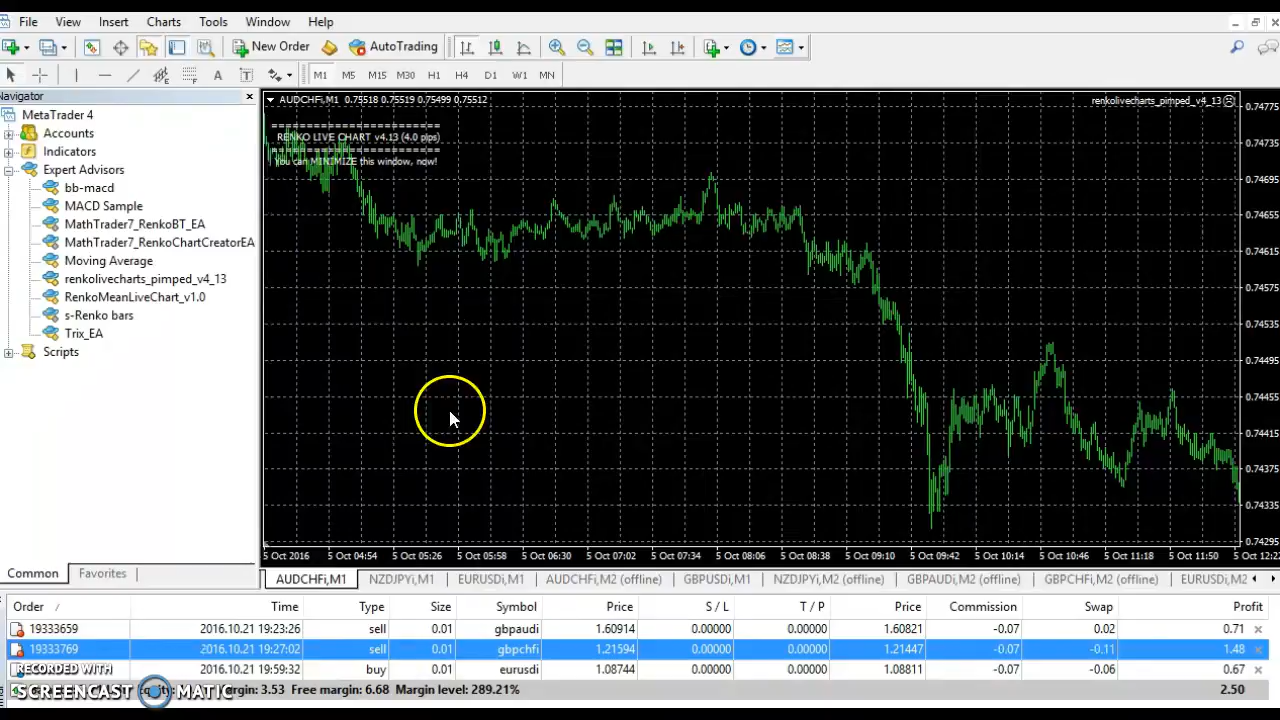 File View Insert Charts Tools Window Help
New Order AutoTrading
A T M1 M5 M15 M30 H1 H4 D1 W1 MN
Navigator
MetaTrader 4
Accounts
Indicators
Expert Advisors
bb-macd
MACD Sample
MathTrader7_RenkoBT_EA
MathTrader7_RenkoChartCreatorEA
Moving Average
renkolivecharts_pimped_v4_13
RenkoMeanLiveChart_v1.0
s-Renko bars
Trix_EA
Scripts
Common Favorites
AUDCHFi,M1 0.75518 0.75519 0.75499 0.75512
renkolivecharts_pimped_v4_13
RENKO LIVE CHART v4.13 (4.0 pips)
You can MINIMIZE this window, now!
0.74775
0.74735
0.74695
0.74655
0.74615
0.74575
0.74535
0.74495
0.74455
0.74415
0.74375
0.74335
0.74295
5 Oct 2016 5 Oct 04:54 5 Oct 05:26 5 Oct 05:58 5 Oct 06:30 5 Oct 07:02 5 Oct 07:34 5 Oct 08:06 5 Oct 08:38 5 Oct 09:10 5 Oct 09:42 5 Oct 10:14 5 Oct 10:46 5 Oct 11:18 5 Oct 11:50 5 Oct 12:22
AUDCHFi,M1 NZDJPYi,M1 EURUSDi,M1 AUDCHFi,M2 (offline) GBPUSDi,M1 NZDJPYi,M2 (offline) GBPAUDi,M2 (offline) GBPCHFi,M2 (offline) EURUSDi,M2
Order / Time Type Size Symbol Price S / L T / P Price Commission Swap Profit
19333659 2016.10.21 19:23:26 sell 0.01 gbpaudi 1.60914 0.00000 0.00000 1.60821 -0.07 0.02 0.71
19333769 2016.10.21 19:27:02 sell 0.01 gbpchfi 1.21594 0.00000 0.00000 1.21447 -0.07 -0.11 1.48
2016.10.21 19:59:32 buy 0.01 eurusdi 1.08744 0.00000 0.00000 1.08811 -0.07 -0.06 0.67
RECORDED WITH
SCREENCAST MATIC
Margin: 3.53 Free margin: 6.68 Margin level: 289.21% 2.50